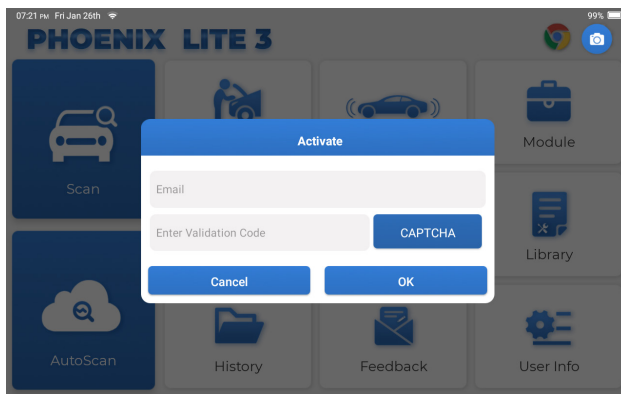 07:21 PM Fri Jan 26th
99%
PHOENIX LITE 3
Activate
Module
Scan
Email
Enter Validation Code
CAPTCHA
Library
Cancel
OK
AutoScan
History
Feedback
User Info